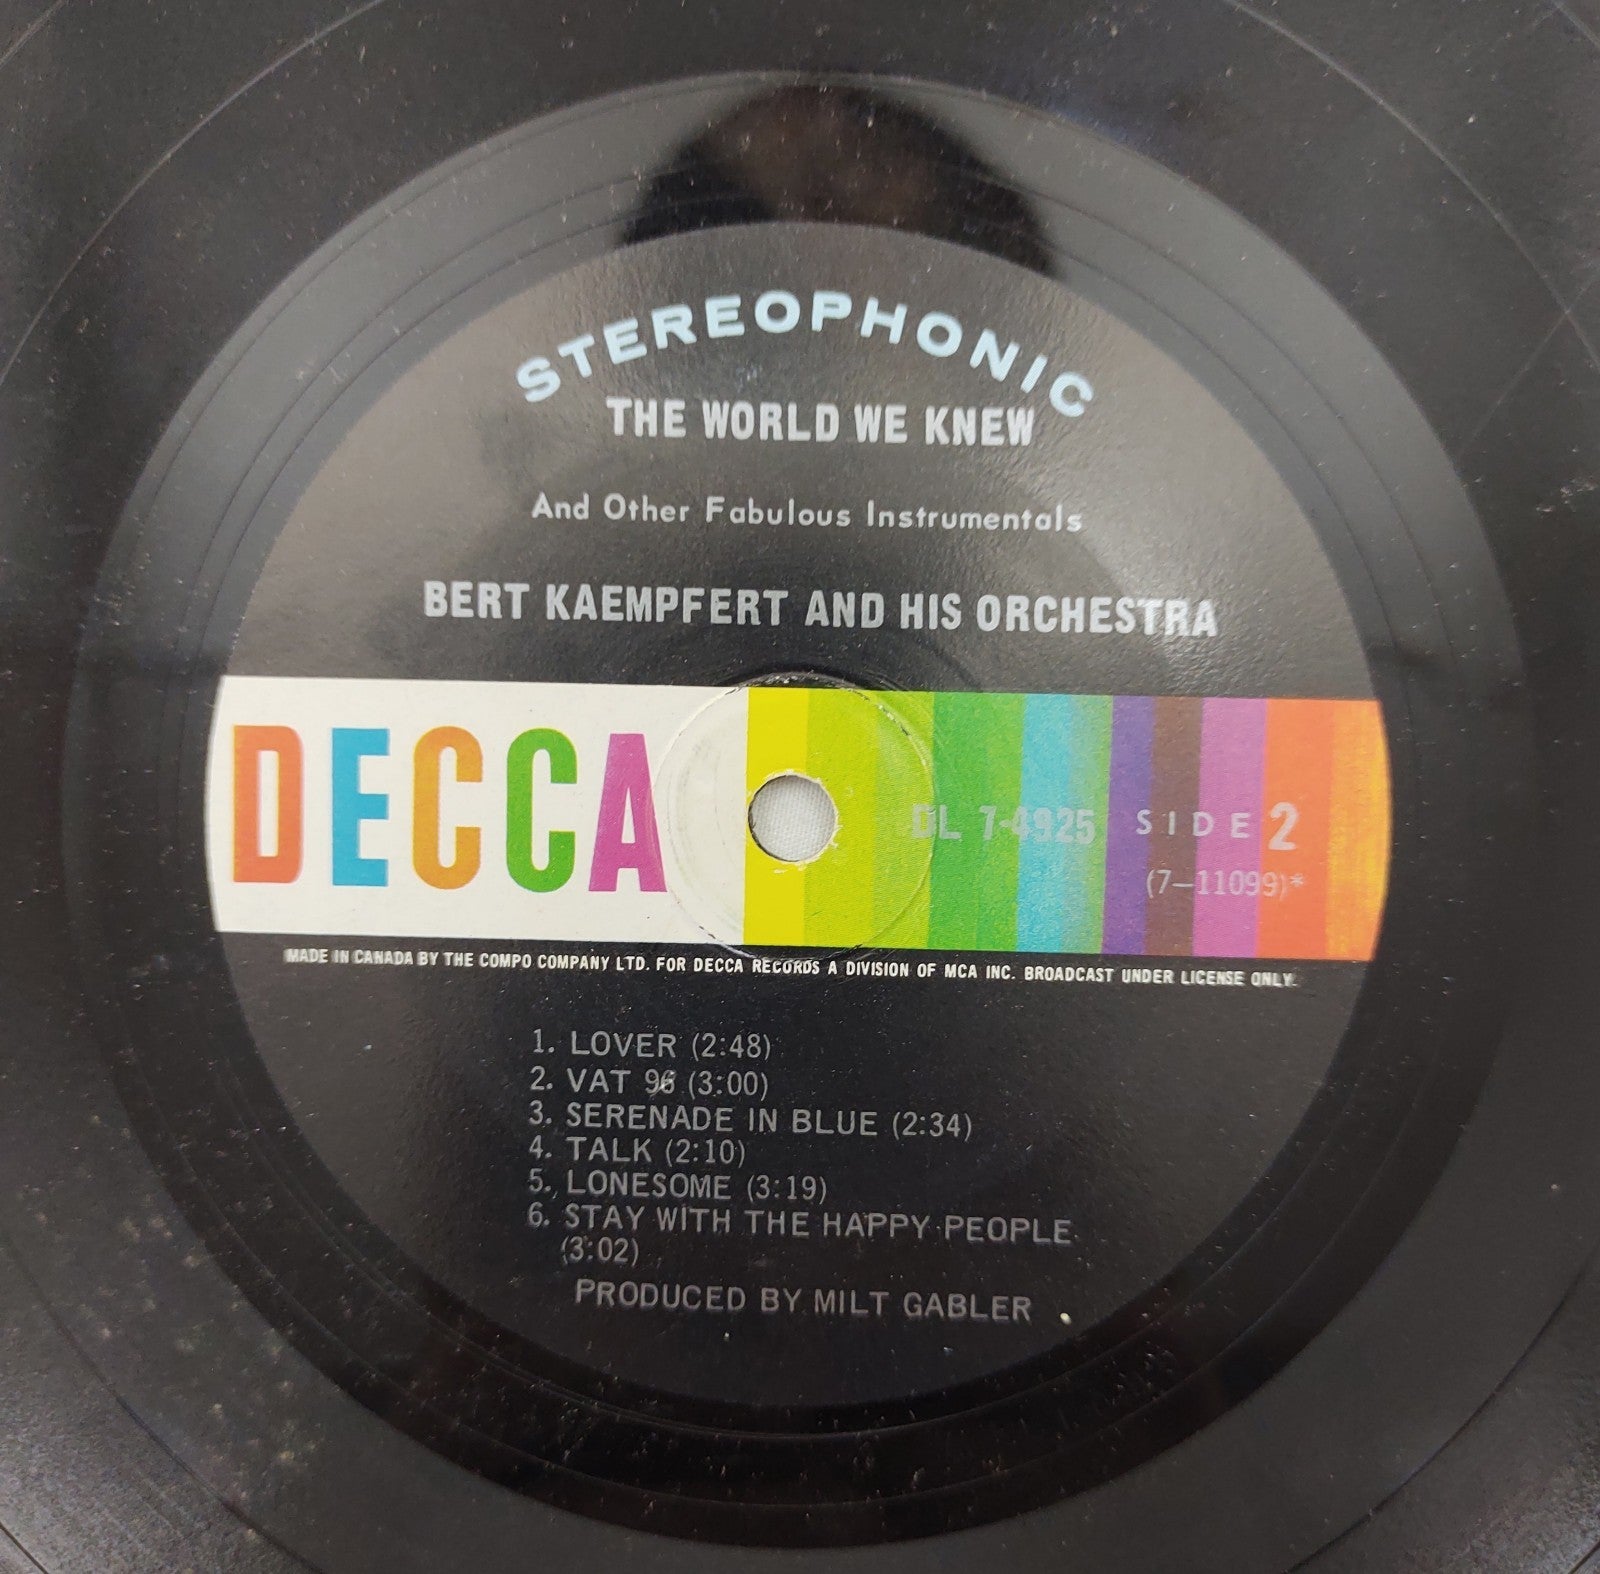 STEREOPHONIC
THE WORLD WE KNEW
And Other Fabulous Instrumentals
BERT KAEMPFERT AND HIS ORCHESTRA
DECCA
DL 7-4925 SIDE 2
(7-11099)*
MADE IN CANADA BY THE COMPO COMPANY LTD. FOR DECCA RECORDS A DIVISION OF MCA INC. BROADCAST UNDER LICENSE ONLY.
1. LOVER (2:48)
2. VAT 96 (3:00)
3. SERENADE IN BLUE (2:34)
4. TALK (2:10)
5. LONESOME (3:19)
6. STAY WITH THE HAPPY PEOPLE
(3:02)
PRODUCED BY MILT GABLER